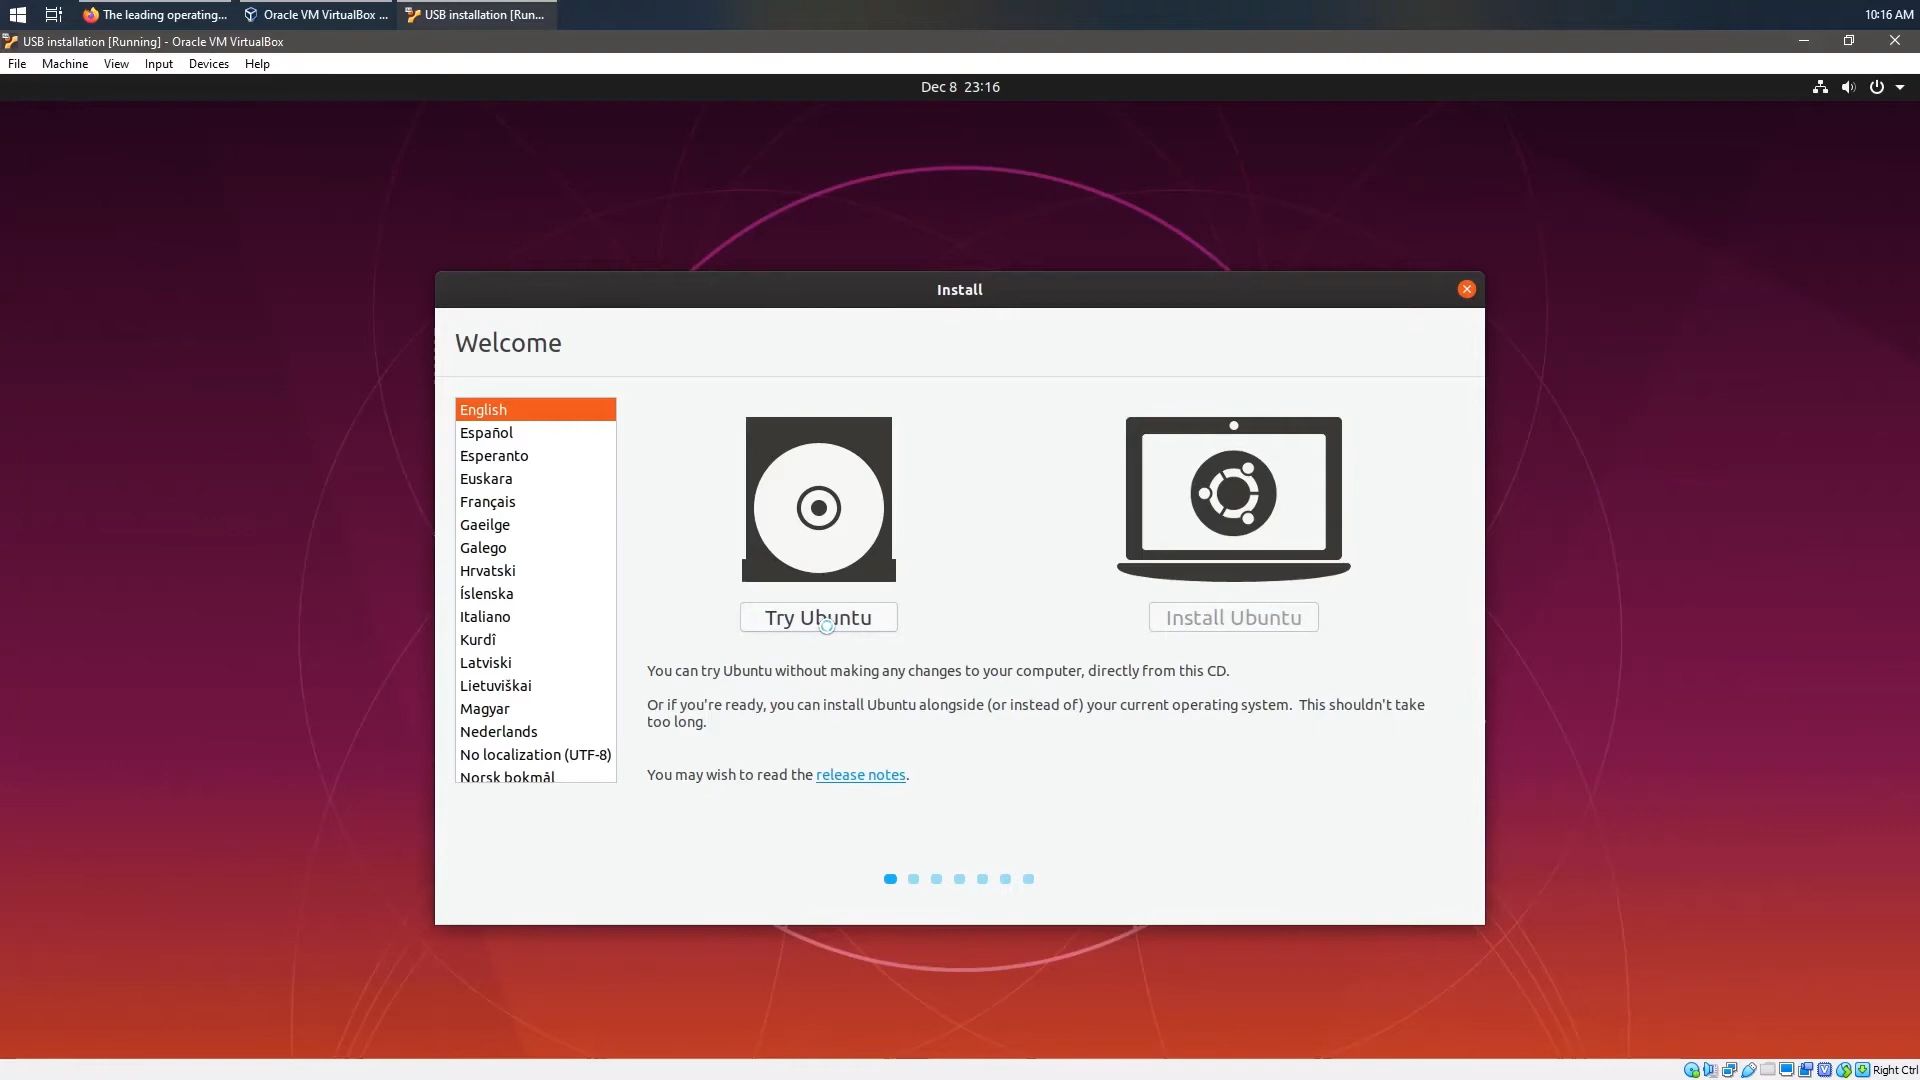 The leading operating...
Oracle VM VirtualBox ...
USB installation [Run...
10:16 AM
USB installation [Running] - Oracle VM VirtualBox
File Machine View Input Devices Help
Dec 8 23:16
Install
Welcome
English
Español
Esperanto
Euskara
Français
Gaeilge
Galego
Hrvatski
Íslenska
Italiano
Kurdî
Latviski
Lietuviškai
Magyar
Nederlands
No localization (UTF-8)
Norsk bokmål
Try Ubuntu
Install Ubuntu
You can try Ubuntu without making any changes to your computer, directly from this CD.
Or if you're ready, you can install Ubuntu alongside (or instead of) your current operating system. This shouldn't take
too long.
You may wish to read the release notes.
Right Ctrl